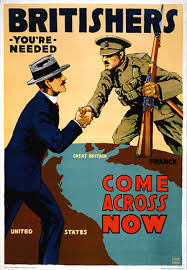 BRITISHERS
-YOU'RE-
NEEDED
GREAT BRITAIN
FRANCE
COME
ACROSS
NOW
UNITED STATES